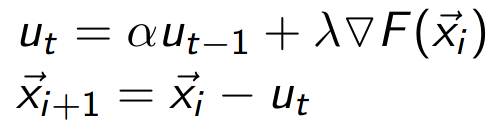 u_t = αu_{t−1} + λ▽F(x⃗_i)
x⃗_{i+1} = x⃗_i − u_t